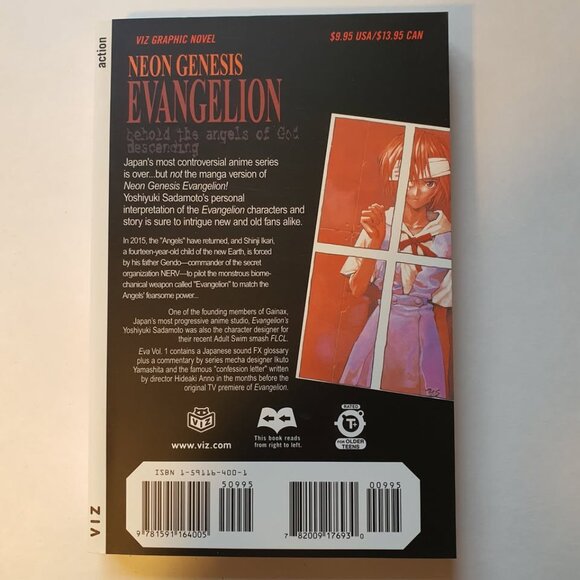 action
VIZ GRAPHIC NOVEL
$9.95 USA/$13.95 CAN
NEON GENESIS
EVANGELION
behold the angels of God
descending
Japan's most controversial anime series
is over...but not the manga version of
Neon Genesis Evangelion!
Yoshiyuki Sadamoto's personal
interpretation of the Evangelion characters and
story is sure to intrigue new and old fans alike.
In 2015, the "Angels" have returned, and Shinji Ikari,
a fourteen-year-old child of the new Earth, is forced
by his father Gendo—commander of the secret
organization NERV—to pilot the monstrous biome-
chanical weapon called "Evangelion" to match the
Angels' fearsome power...
One of the founding members of Gainax,
Japan's most progressive anime studio, Evangelion's
Yoshiyuki Sadamoto was also the character designer for
their recent Adult Swim smash FLCL.
Eva Vol. 1 contains a Japanese sound FX glossary
plus a commentary by series mecha designer Ikuto
Yamashita and the famous "confession letter" written
by director Hideaki Anno in the months before the
original TV premiere of Evangelion.
VIZ
www.viz.com
This book reads
from right to left.
RATED
T+
FOR OLDER
TEENS
ISBN 1-59116-400-1
50995
9 781591 164005
00995
7 82009 17693 0
VIZ